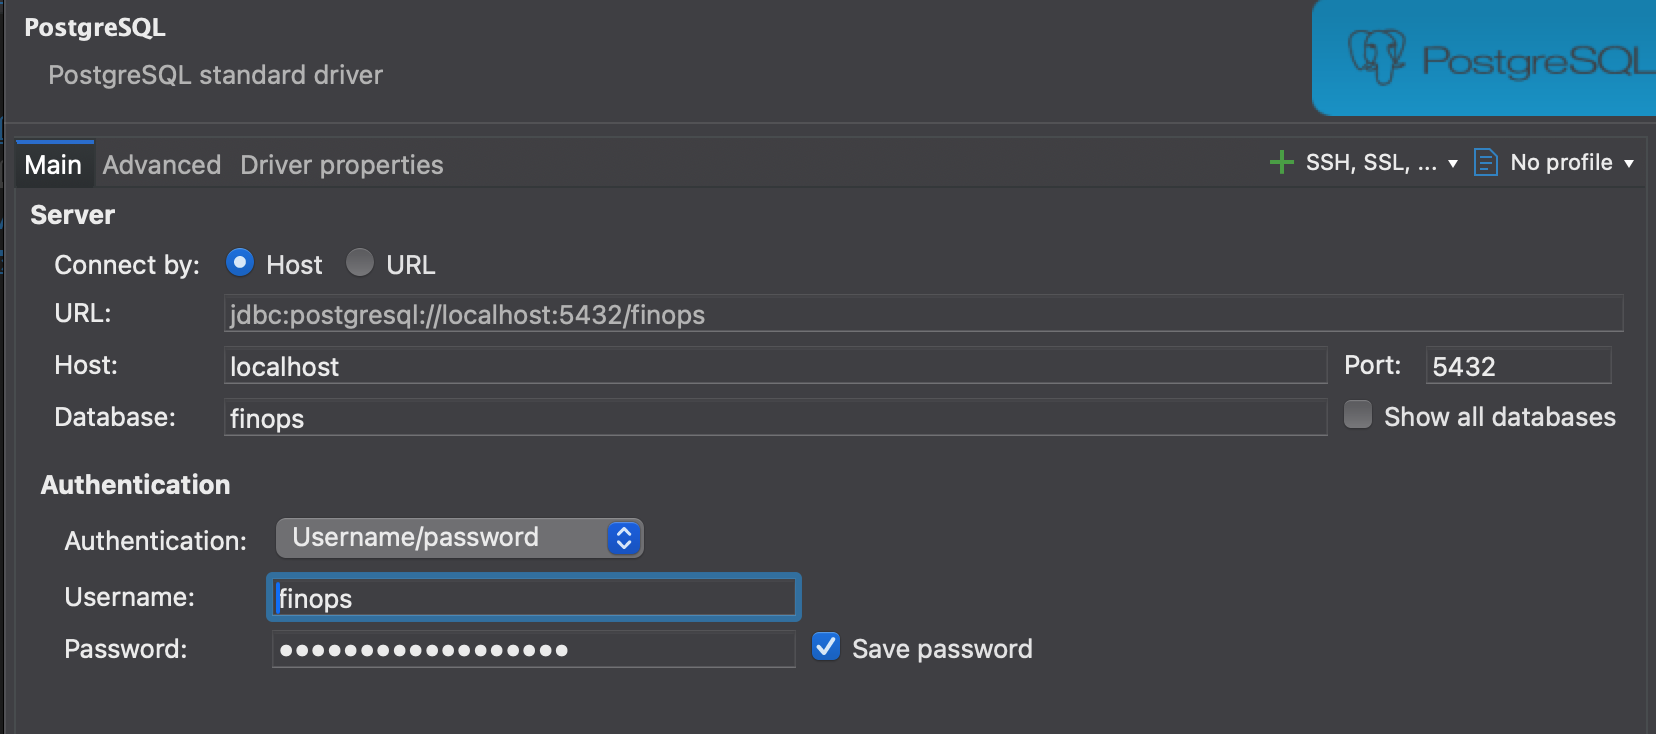 PostgreSQL
PostgreSQL standard driver
PostgreSQL
Main Advanced Driver properties SSH, SSL, ... No profile
Server
Connect by: Host URL
URL: jdbc:postgresql://localhost:5432/finops
Host: localhost Port: 5432
Database: finops Show all databases
Authentication
Authentication: Username/password
Username: finops
Password: •••••••••••••••••• Save password